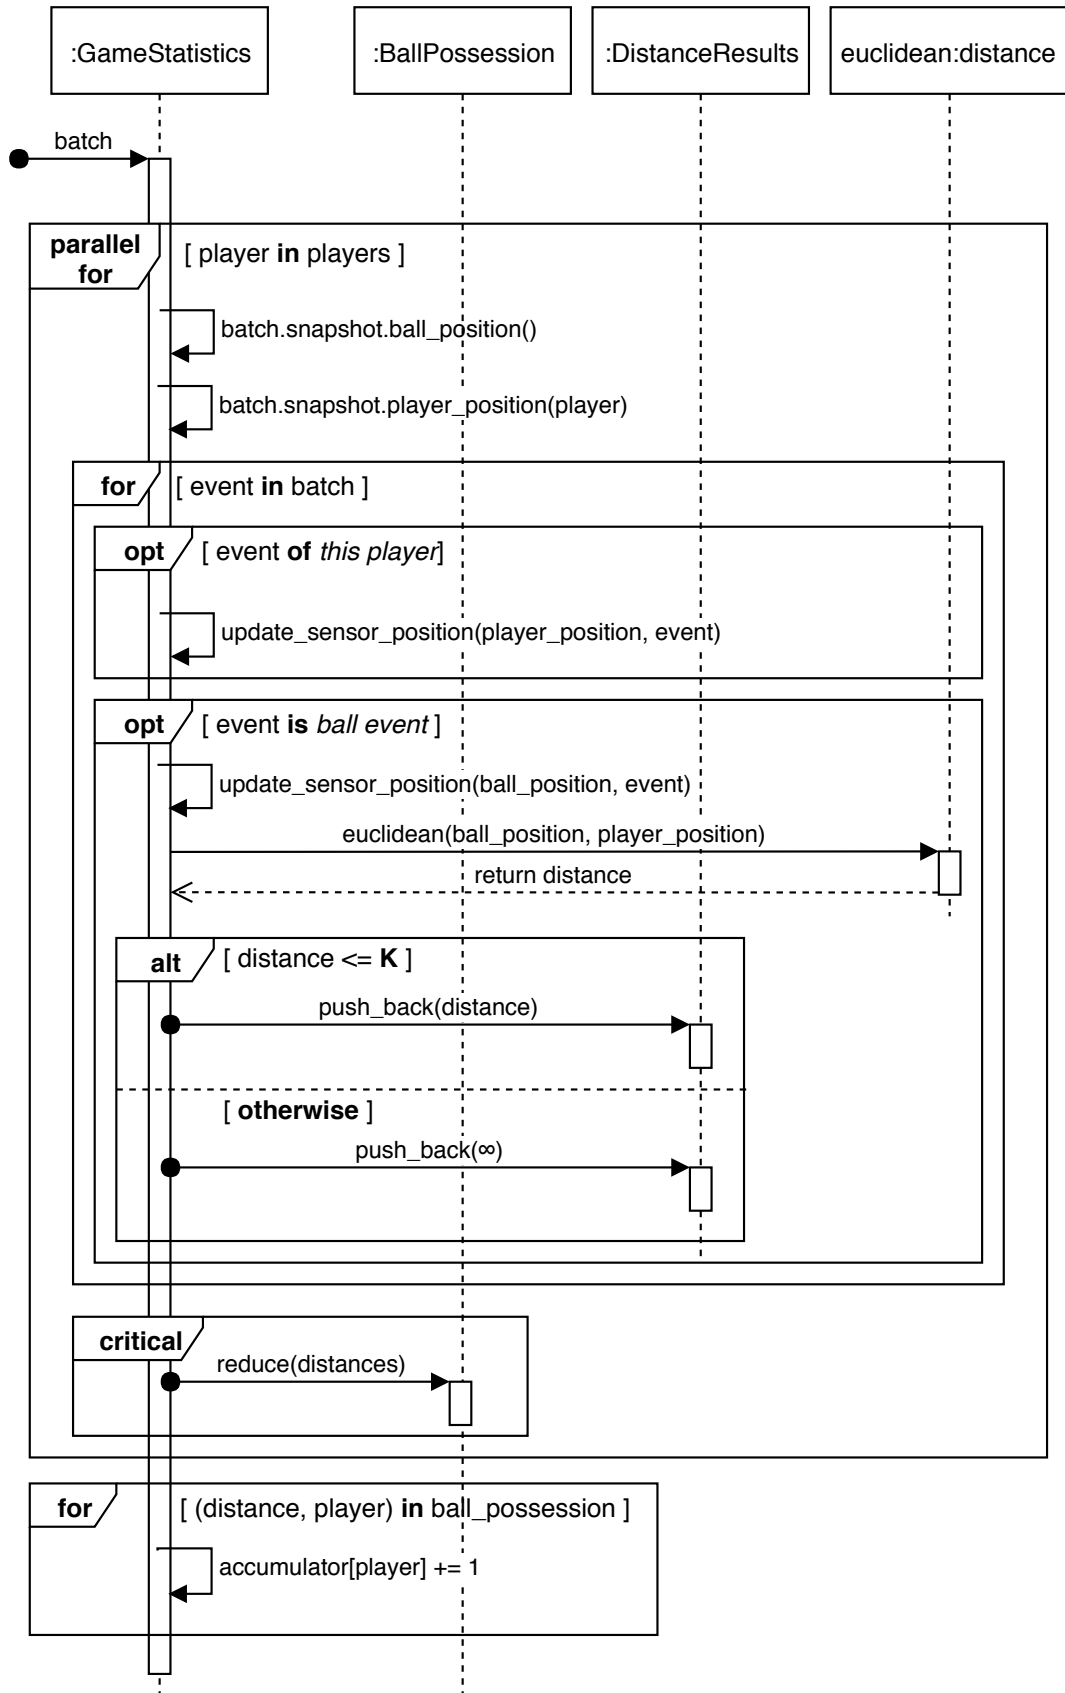 :GameStatistics
:BallPossession
:DistanceResults
euclidean:distance
batch
parallel
for
[ player in players ]
batch.snapshot.ball_position()
batch.snapshot.player_position(player)
for
[ event in batch ]
opt
[ event of this player]
update_sensor_position(player_position, event)
opt
[ event is ball event ]
update_sensor_position(ball_position, event)
euclidean(ball_position, player_position)
return distance
alt
[ distance <= K ]
push_back(distance)
[ otherwise ]
push_back(∞)
critical
reduce(distances)
for
[ (distance, player) in ball_possession ]
accumulator[player] += 1